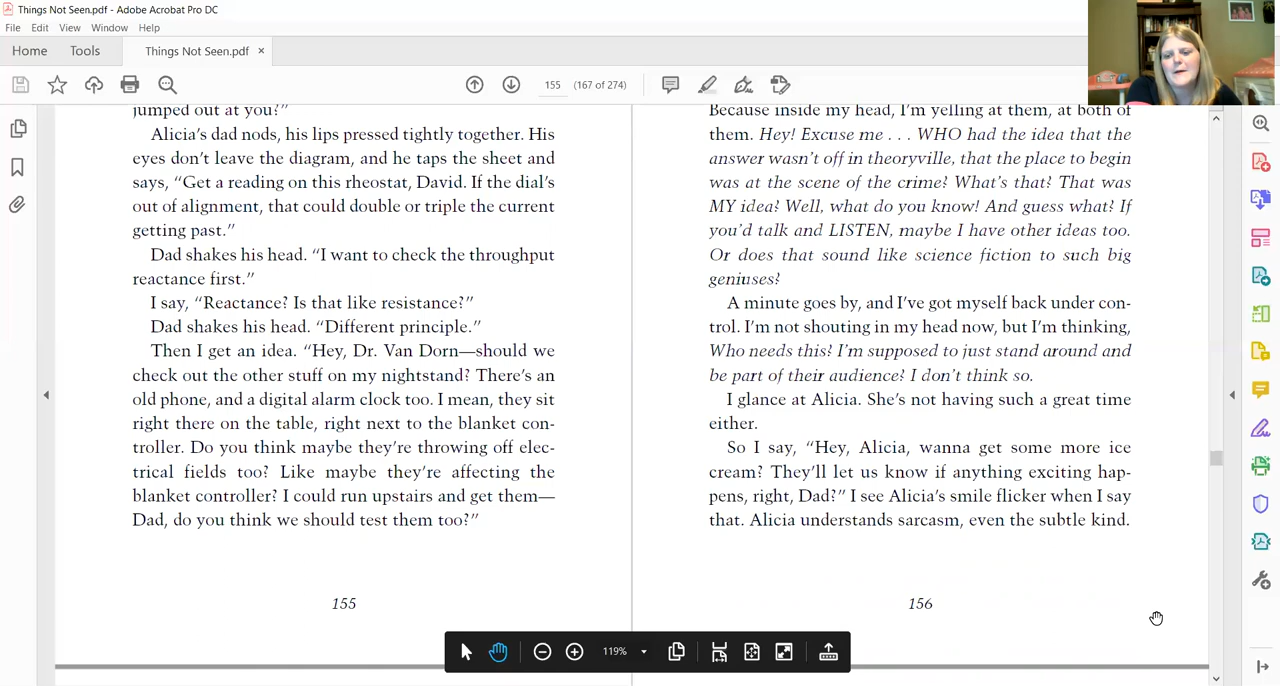 Things Not Seen.pdf - Adobe Acrobat Pro DC
File Edit View Window Help
Home Tools Things Not Seen.pdf ×
155 (167 of 274)
jumped out at you?”
Alicia’s dad nods, his lips pressed tightly together. His
eyes don’t leave the diagram, and he taps the sheet and
says, “Get a reading on this rheostat, David. If the dial’s
out of alignment, that could double or triple the current
getting past.”
Dad shakes his head. “I want to check the throughput
reactance first.”
I say, “Reactance? Is that like resistance?”
Dad shakes his head. “Different principle.”
Then I get an idea. “Hey, Dr. Van Dorn—should we
check out the other stuff on my nightstand? There’s an
old phone, and a digital alarm clock too. I mean, they sit
right there on the table, right next to the blanket con-
troller. Do you think maybe they’re throwing off elec-
trical fields too? Like maybe they’re affecting the
blanket controller? I could run upstairs and get them—
Dad, do you think we should test them too?”
155
Because inside my head, I’m yelling at them, at both of
them. Hey! Excuse me . . . WHO had the idea that the
answer wasn’t off in theoryville, that the place to begin
was at the scene of the crime? What’s that? That was
MY idea? Well, what do you know! And guess what? If
you’d talk and LISTEN, maybe I have other ideas too.
Or does that sound like science fiction to such big
geniuses?
A minute goes by, and I’ve got myself back under con-
trol. I’m not shouting in my head now, but I’m thinking,
Who needs this? I’m supposed to just stand around and
be part of their audience? I don’t think so.
I glance at Alicia. She’s not having such a great time
either.
So I say, “Hey, Alicia, wanna get some more ice
cream? They’ll let us know if anything exciting hap-
pens, right, Dad?” I see Alicia’s smile flicker when I say
that. Alicia understands sarcasm, even the subtle kind.
156
119%